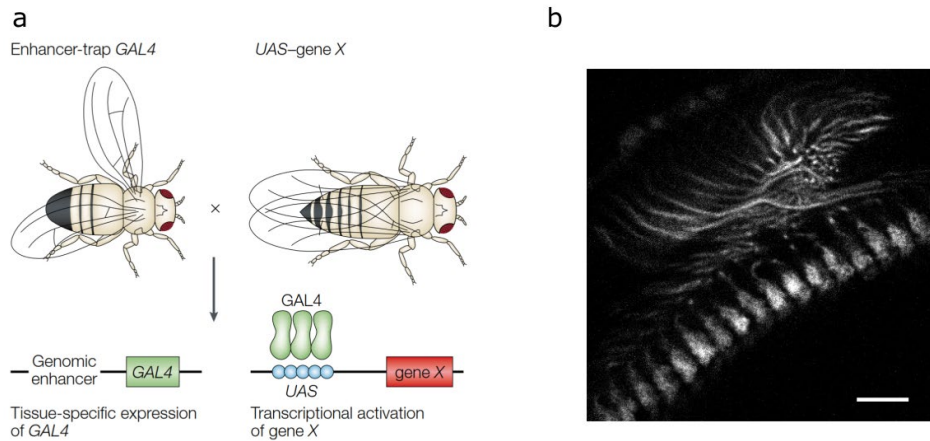 a
b
Enhancer-trap GAL4
UAS–gene X
×
GAL4
Genomic
enhancer
GAL4
UAS
gene X
Tissue-specific expression
of GAL4
Transcriptional activation
of gene X